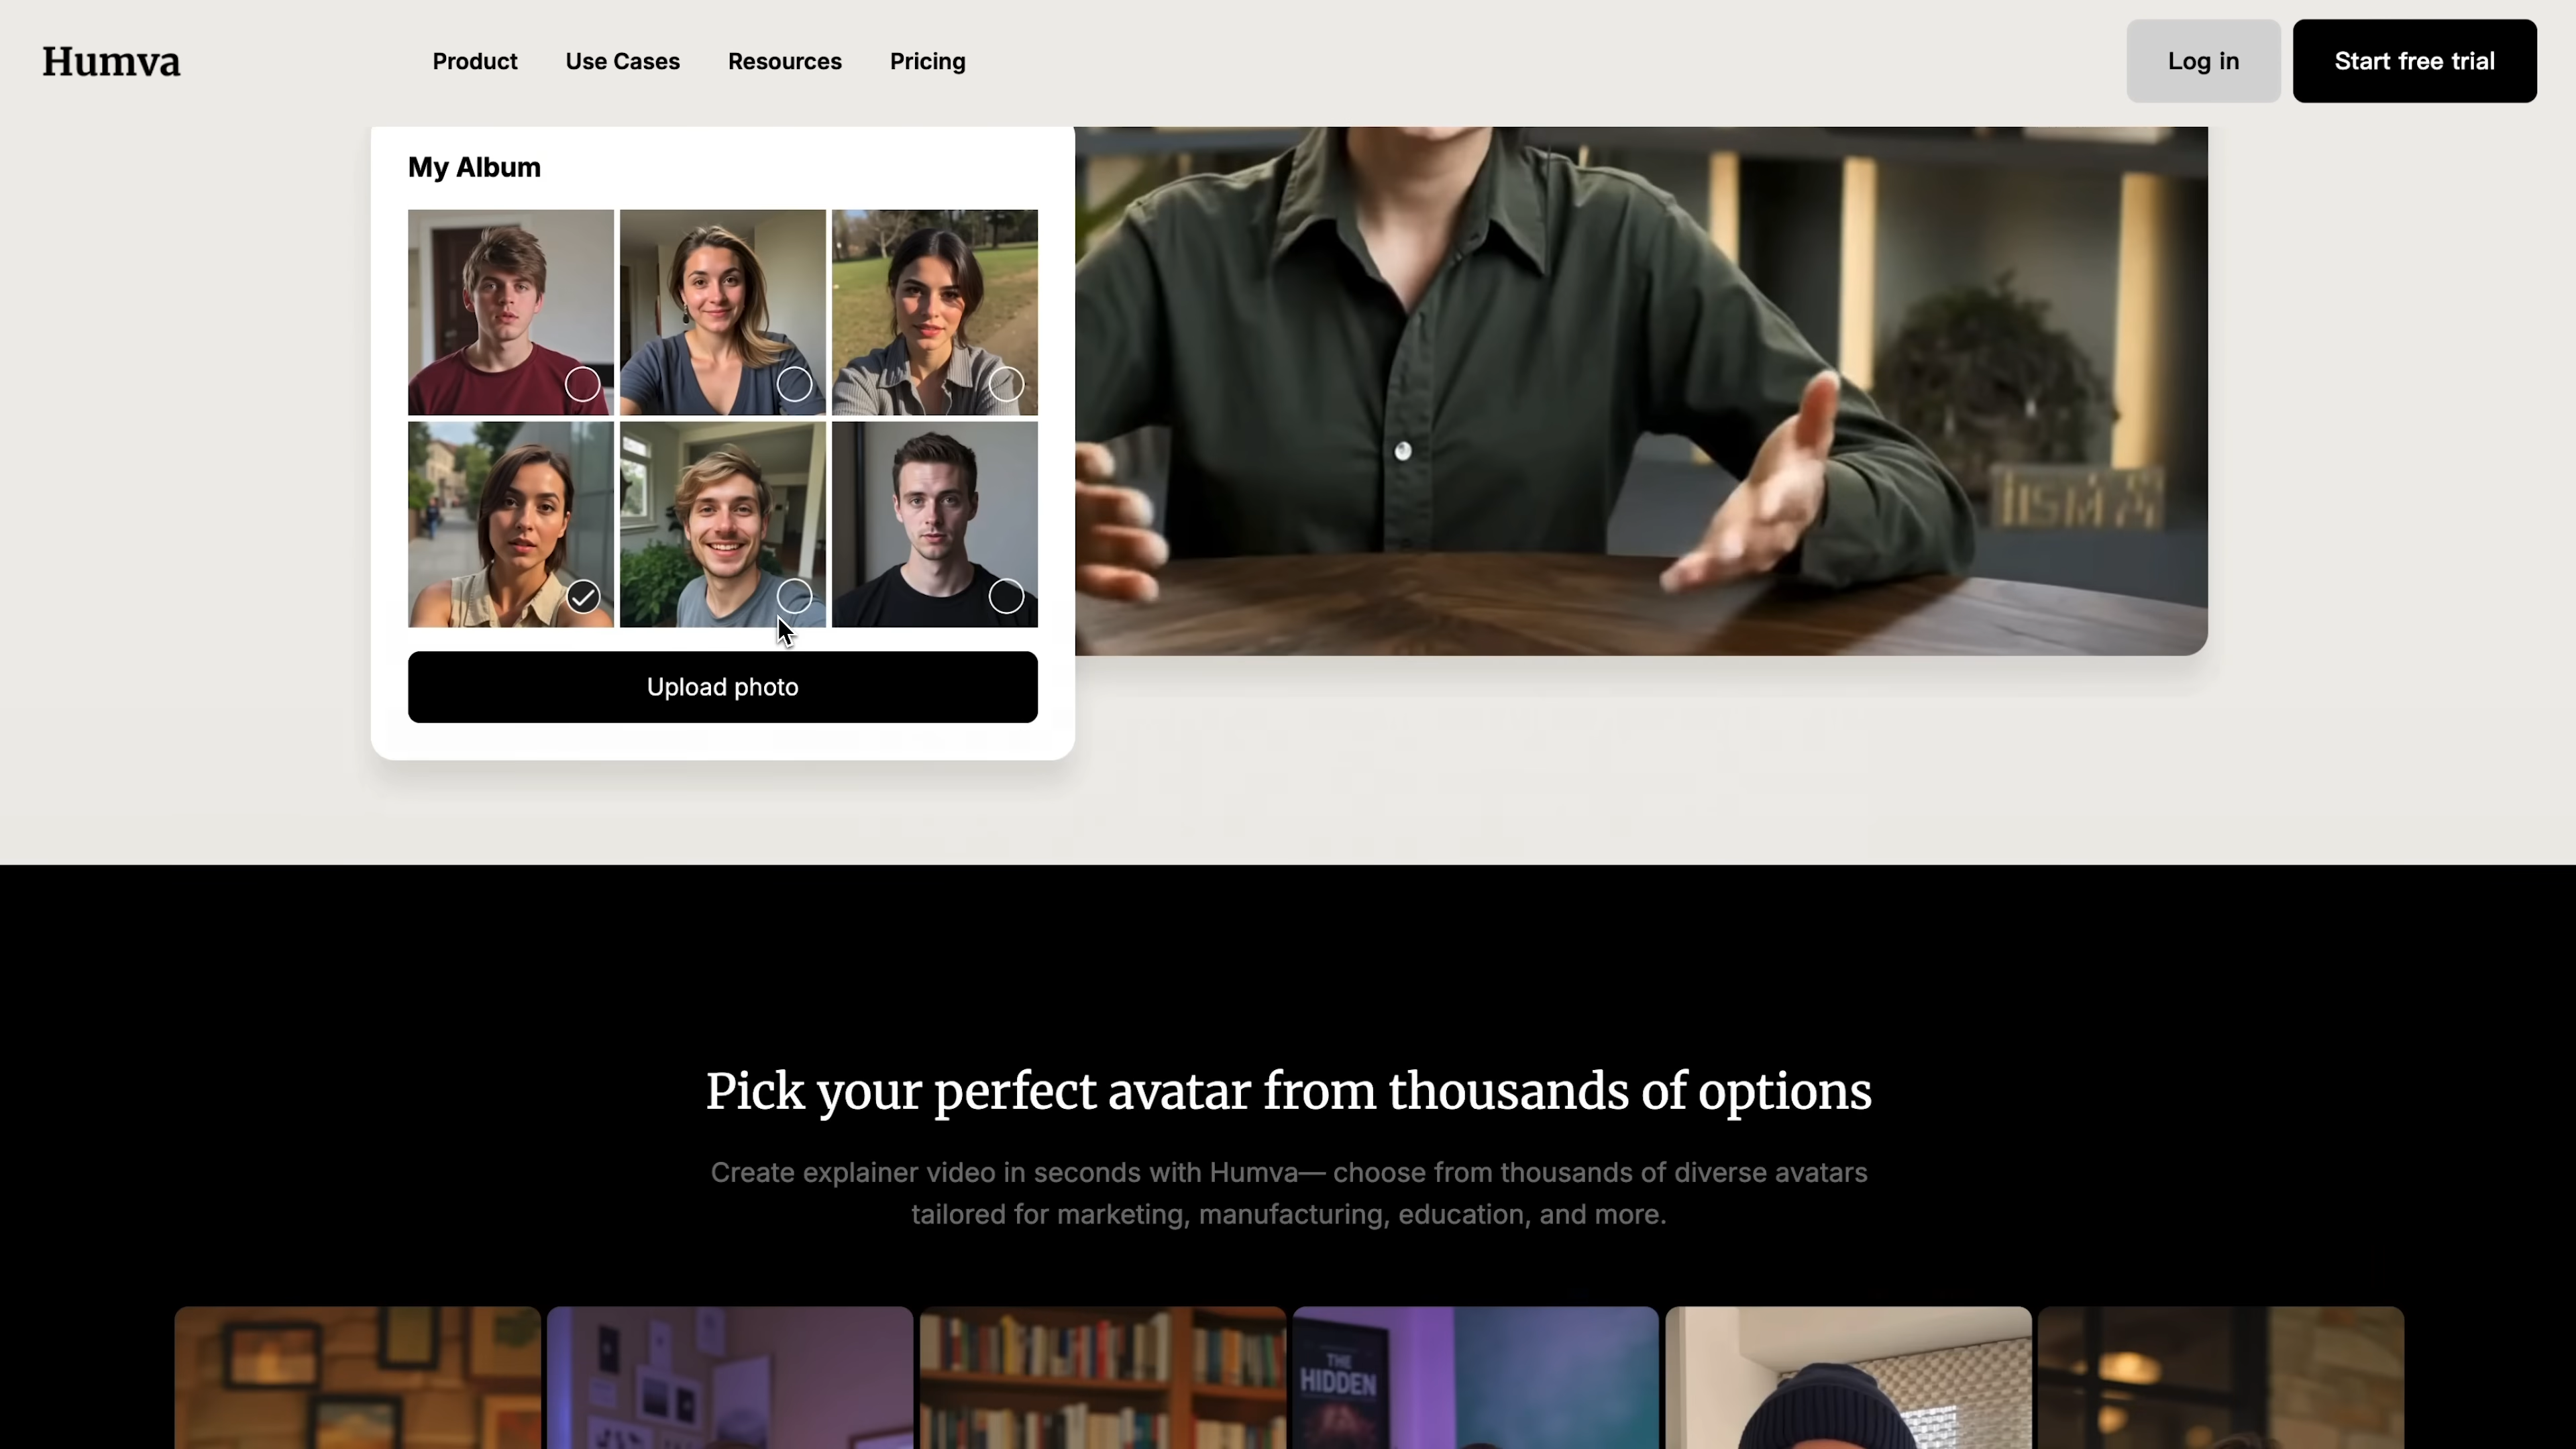 Humva
Product
Use Cases
Resources
Pricing
Log in
Start free trial
My Album
Upload photo
Pick your perfect avatar from thousands of options
Create explainer video in seconds with Humva— choose from thousands of diverse avatars
tailored for marketing, manufacturing, education, and more.
THE
HIDDEN